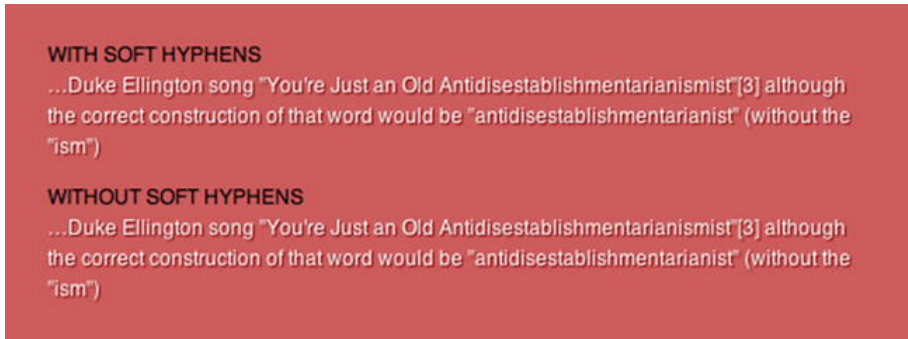 WITH SOFT HYPHENS
…Duke Ellington song "You're Just an Old Antidisestablishmentarianismist"[3] although
the correct construction of that word would be "antidisestablishmentarianist" (without the
"ism")
WITHOUT SOFT HYPHENS
…Duke Ellington song "You're Just an Old Antidisestablishmentarianismist"[3] although
the correct construction of that word would be "antidisestablishmentarianist" (without the
"ism")